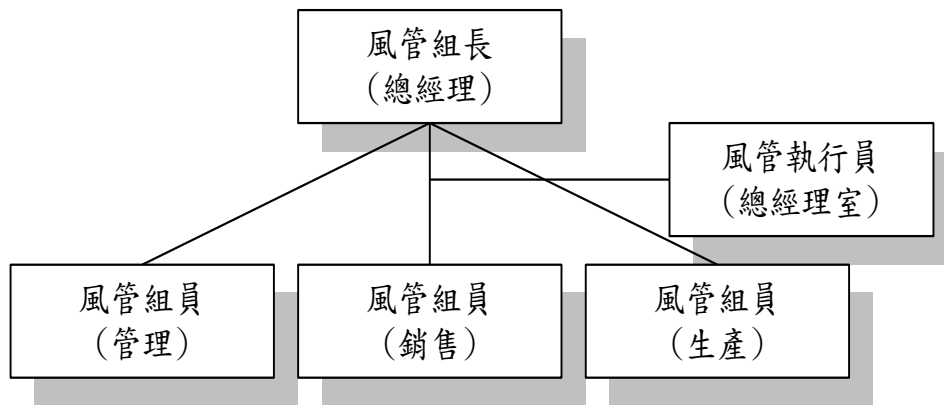 風管組長
（總經理）
風管執行員
（總經理室）
風管組員
（管理）
風管組員
（銷售）
風管組員
（生產）